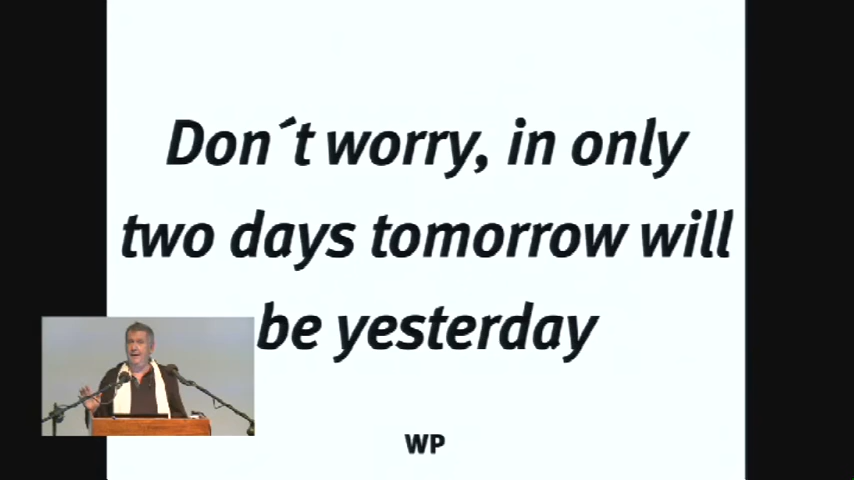 Don´t worry, in only
two days tomorrow will
be yesterday
WP